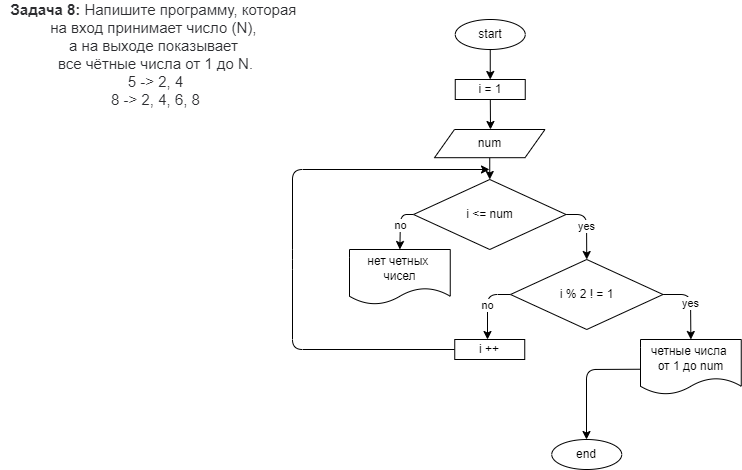 Задача 8: Напишите программу, которая
на вход принимает число (N),
а на выходе показывает
все чётные числа от 1 до N.
5 -> 2, 4
8 -> 2, 4, 6, 8
start
i = 1
num
i <= num
no
yes
нет четных
чисел
i % 2 ! = 1
no
yes
i ++
четные числа
от 1 до num
end